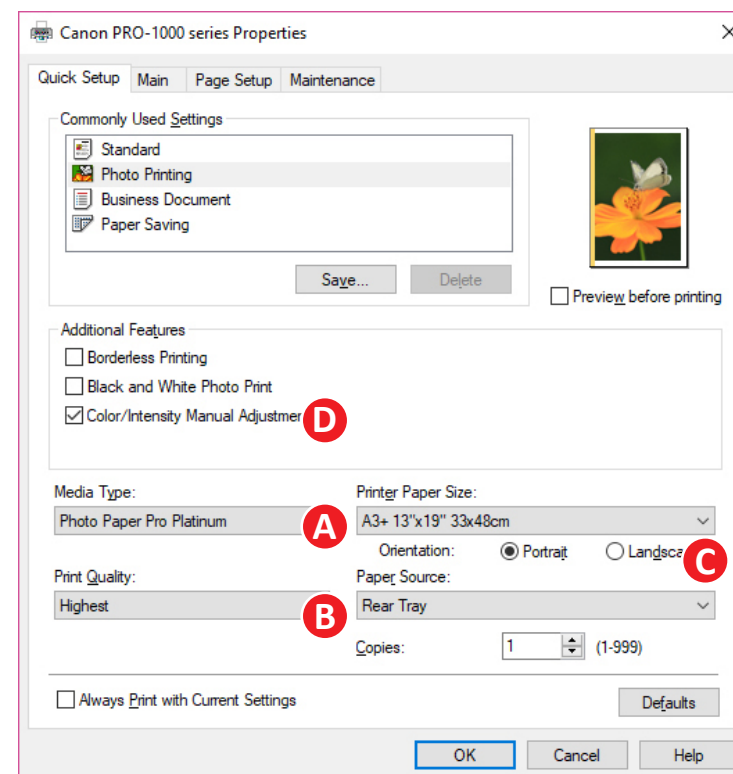 Canon PRO-1000 series Properties
Quick Setup Main Page Setup Maintenance
Commonly Used Settings
Standard
Photo Printing
Business Document
Paper Saving
Save... Delete
Preview before printing
Additional Features
Borderless Printing
Black and White Photo Print
Color/Intensity Manual Adjustmen
D
Media Type: Printer Paper Size:
Photo Paper Pro Platinum A A3+ 13"x19" 33x48cm
Orientation: Portrait Landsca C
Print Quality: Paper Source:
Highest B Rear Tray
Copies: 1 (1-999)
Always Print with Current Settings Defaults
OK Cancel Help